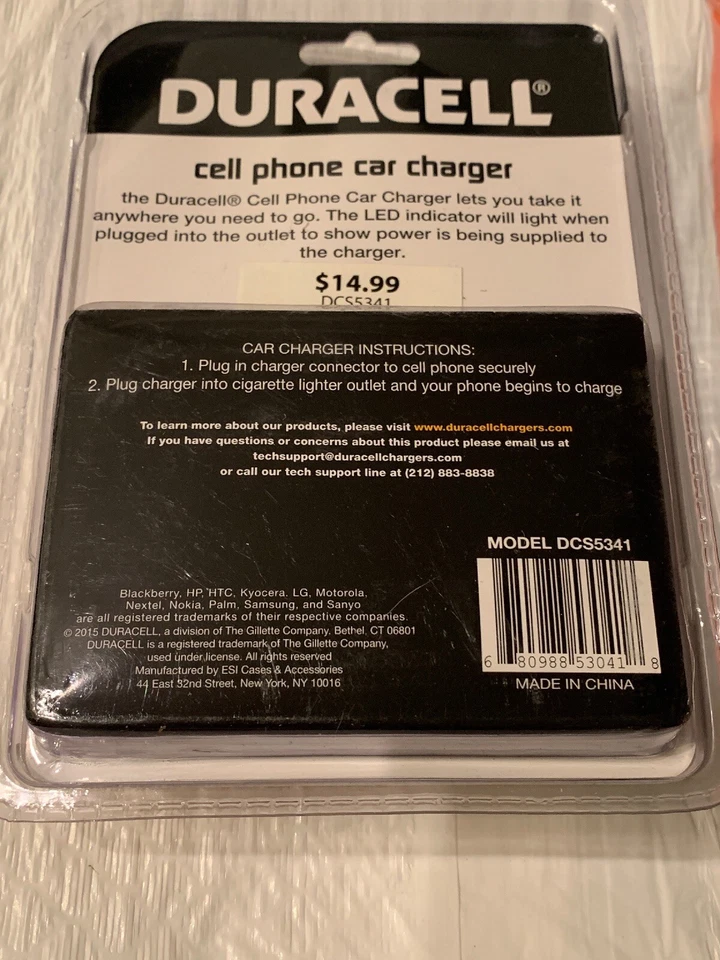 DURACELL®
cell phone car charger
the Duracell® Cell Phone Car Charger lets you take it
anywhere you need to go. The LED indicator will light when
plugged into the outlet to show power is being supplied to
the charger.
$14.99
DCS5341
CAR CHARGER INSTRUCTIONS:
1. Plug in charger connector to cell phone securely
2. Plug charger into cigarette lighter outlet and your phone begins to charge
To learn more about our products, please visit www.duracellchargers.com
If you have questions or concerns about this product please email us at
techsupport@duracellchargers.com
or call our tech support line at (212) 883-8838
MODEL DCS5341
Blackberry, HP, HTC, Kyocera, LG, Motorola,
Nextel, Nokia, Palm, Samsung, and Sanyo
are all registered trademarks of their respective companies.
© 2015 DURACELL, a division of The Gillette Company, Bethel, CT 06801
DURACELL is a registered trademark of The Gillette Company,
used under license. All rights reserved
Manufactured by ESI Cases & Accessories
44 East 32nd Street, New York, NY 10016
6 80988 53041 8
MADE IN CHINA